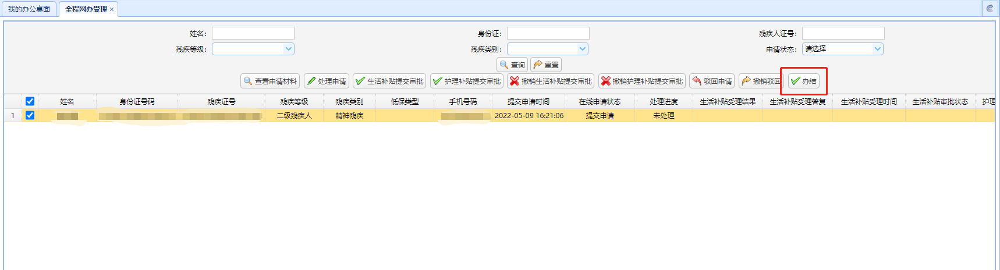 我的办公桌面 全程网办受理 ×
姓名： 身份证： 残疾人证号：
残疾等级： 残疾类别： 申请状态： 请选择
查询 重置
查看申请材料 处理申请 生活补贴提交审批 护理补贴提交审批 撤销生活补贴提交审批 撤销护理补贴提交审批 驳回申请 撤销驳回 办结
姓名 身份证号码 残疾证号 残疾等级 残疾类别 低保类型 手机号码 提交申请时间 在线申请状态 处理进度 生活补贴受理结果 生活补贴受理答复 生活补贴受理时间 生活补贴审批状态 护理
1 二级残疾人 精神残疾 2022-05-09 16:21:06 提交申请 未处理